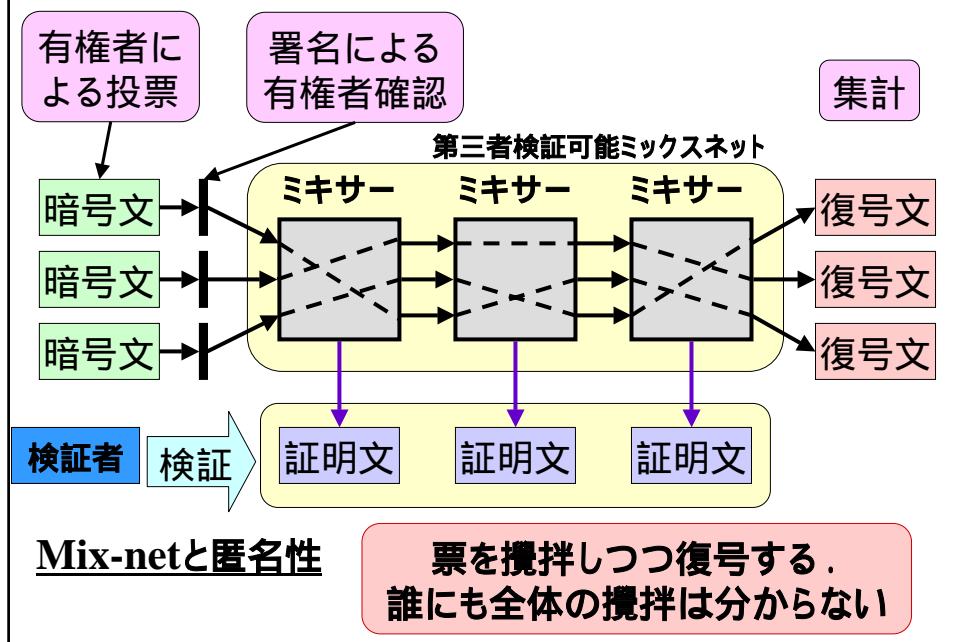 有権者に
よる投票
署名による
有権者確認
集計
第三者検証可能ミックスネット
ミキサー
ミキサー
ミキサー
暗号文
復号文
暗号文
復号文
暗号文
復号文
検証者
検証
証明文
証明文
証明文
Mix-netと匿名性
票を攪拌しつつ復号する.
誰にも全体の攪拌は分からない